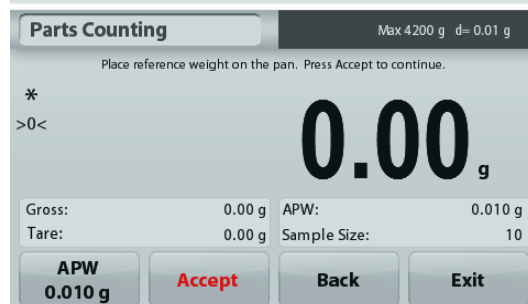 Parts Counting
Max 4200 g d= 0.01 g
Place reference weight on the pan. Press Accept to continue.
*
>0<
0.00 g
Gross: 0.00 g APW: 0.010 g
Tare: 0.00 g Sample Size: 10
APW
0.010 g
Accept
Back
Exit